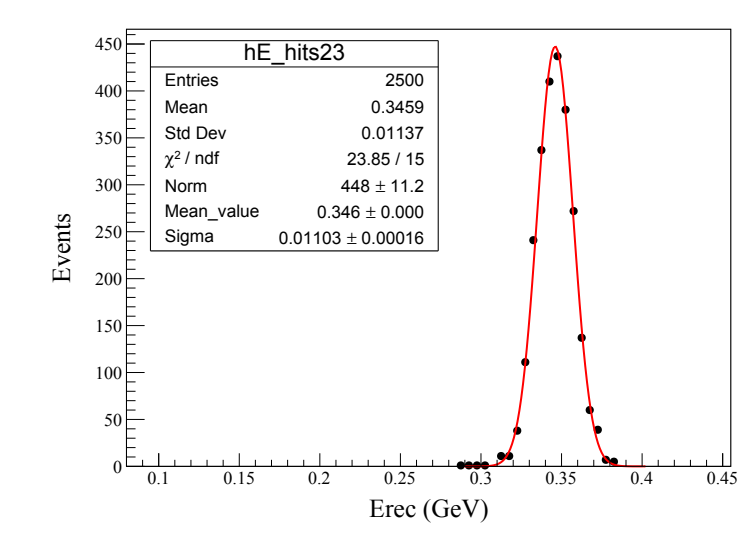 hE_hits23
Entries 2500
Mean 0.3459
Std Dev 0.01137
χ² / ndf 23.85 / 15
Norm 448 ± 11.2
Mean_value 0.346 ± 0.000
Sigma 0.01103 ± 0.00016
Events
450
400
350
300
250
200
150
100
50
0
0.1 0.15 0.2 0.25 0.3 0.35 0.4 0.45
Erec (GeV)